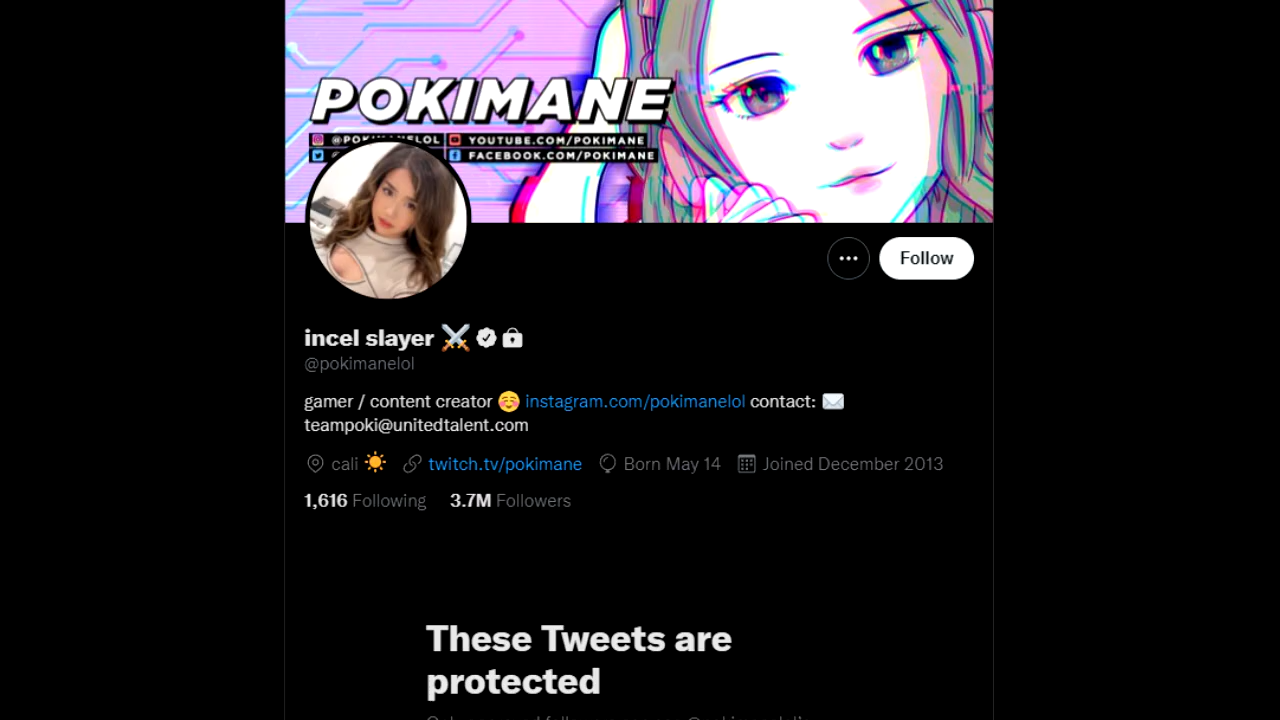 POKIMANE
@POKIMANELOL YOUTUBE.COM/POKIMANE
FACEBOOK.COM/POKIMANE
Follow
incel slayer ⚔️
@pokimanelol
gamer / content creator ☺️ instagram.com/pokimanelol contact: ✉️
teampoki@unitedtalent.com
cali ☀️ twitch.tv/pokimane Born May 14 Joined December 2013
1,616 Following 3.7M Followers
These Tweets are
protected